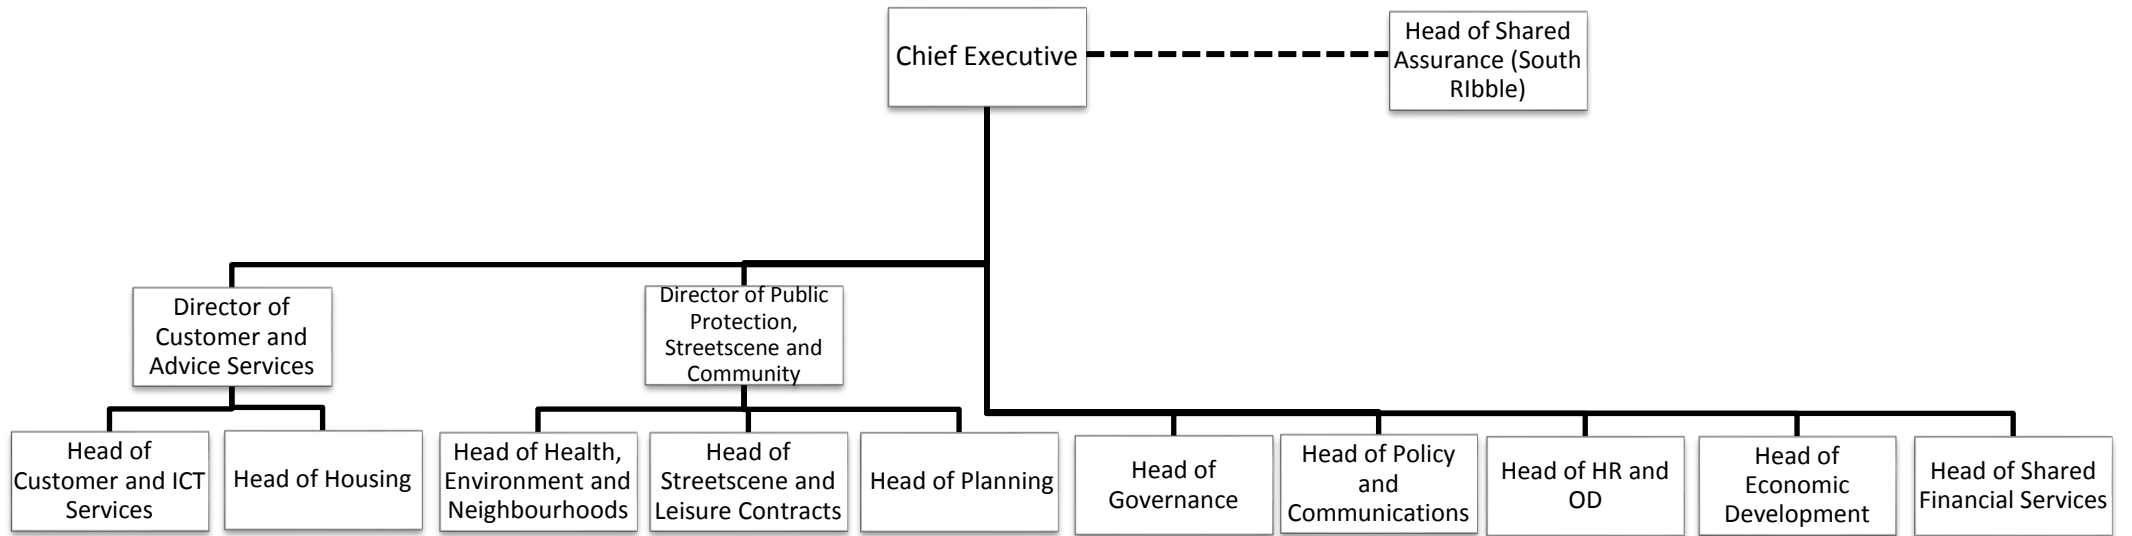 Chief Executive
Head of Shared
Assurance (South
RIbble)
Director of
Customer and
Advice Services
Director of Public
Protection,
Streetscene and
Community
Head of
Customer and ICT
Services
Head of Housing
Head of Health,
Environment and
Neighbourhoods
Head of
Streetscene and
Leisure Contracts
Head of Planning
Head of
Governance
Head of Policy
and
Communications
Head of HR and
OD
Head of
Economic
Development
Head of Shared
Financial Services